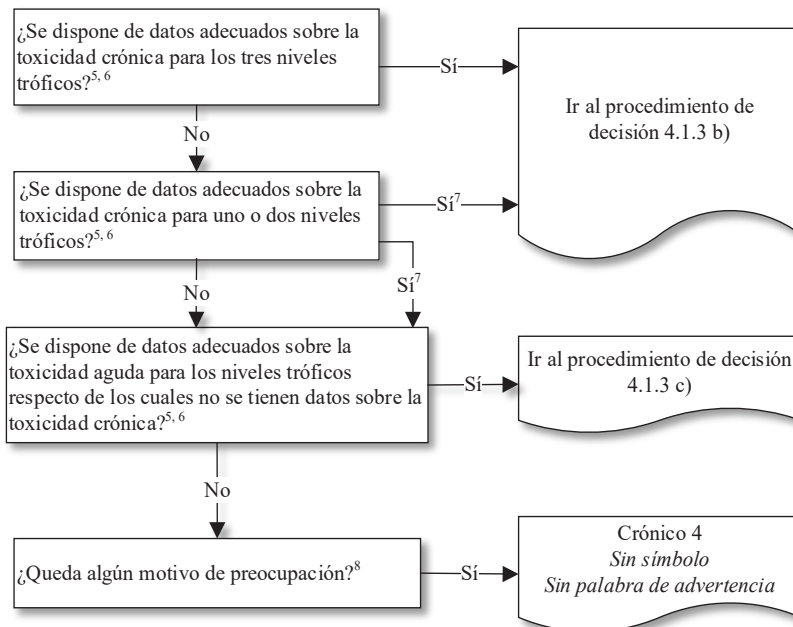 ¿Se dispone de datos adecuados sobre la
toxicidad crónica para los tres niveles
tróficos?5, 6
Sí
Ir al procedimiento de
decisión 4.1.3 b)
No
¿Se dispone de datos adecuados sobre la
toxicidad crónica para uno o dos niveles
tróficos?5, 6
Sí7
Sí7
No
¿Se dispone de datos adecuados sobre la
toxicidad aguda para los niveles tróficos
respecto de los cuales no se tienen datos sobre la
toxicidad crónica?5, 6
Sí
Ir al procedimiento de decisión
4.1.3 c)
No
¿Queda algún motivo de preocupación?8
Sí
Crónico 4
Sin símbolo
Sin palabra de advertencia